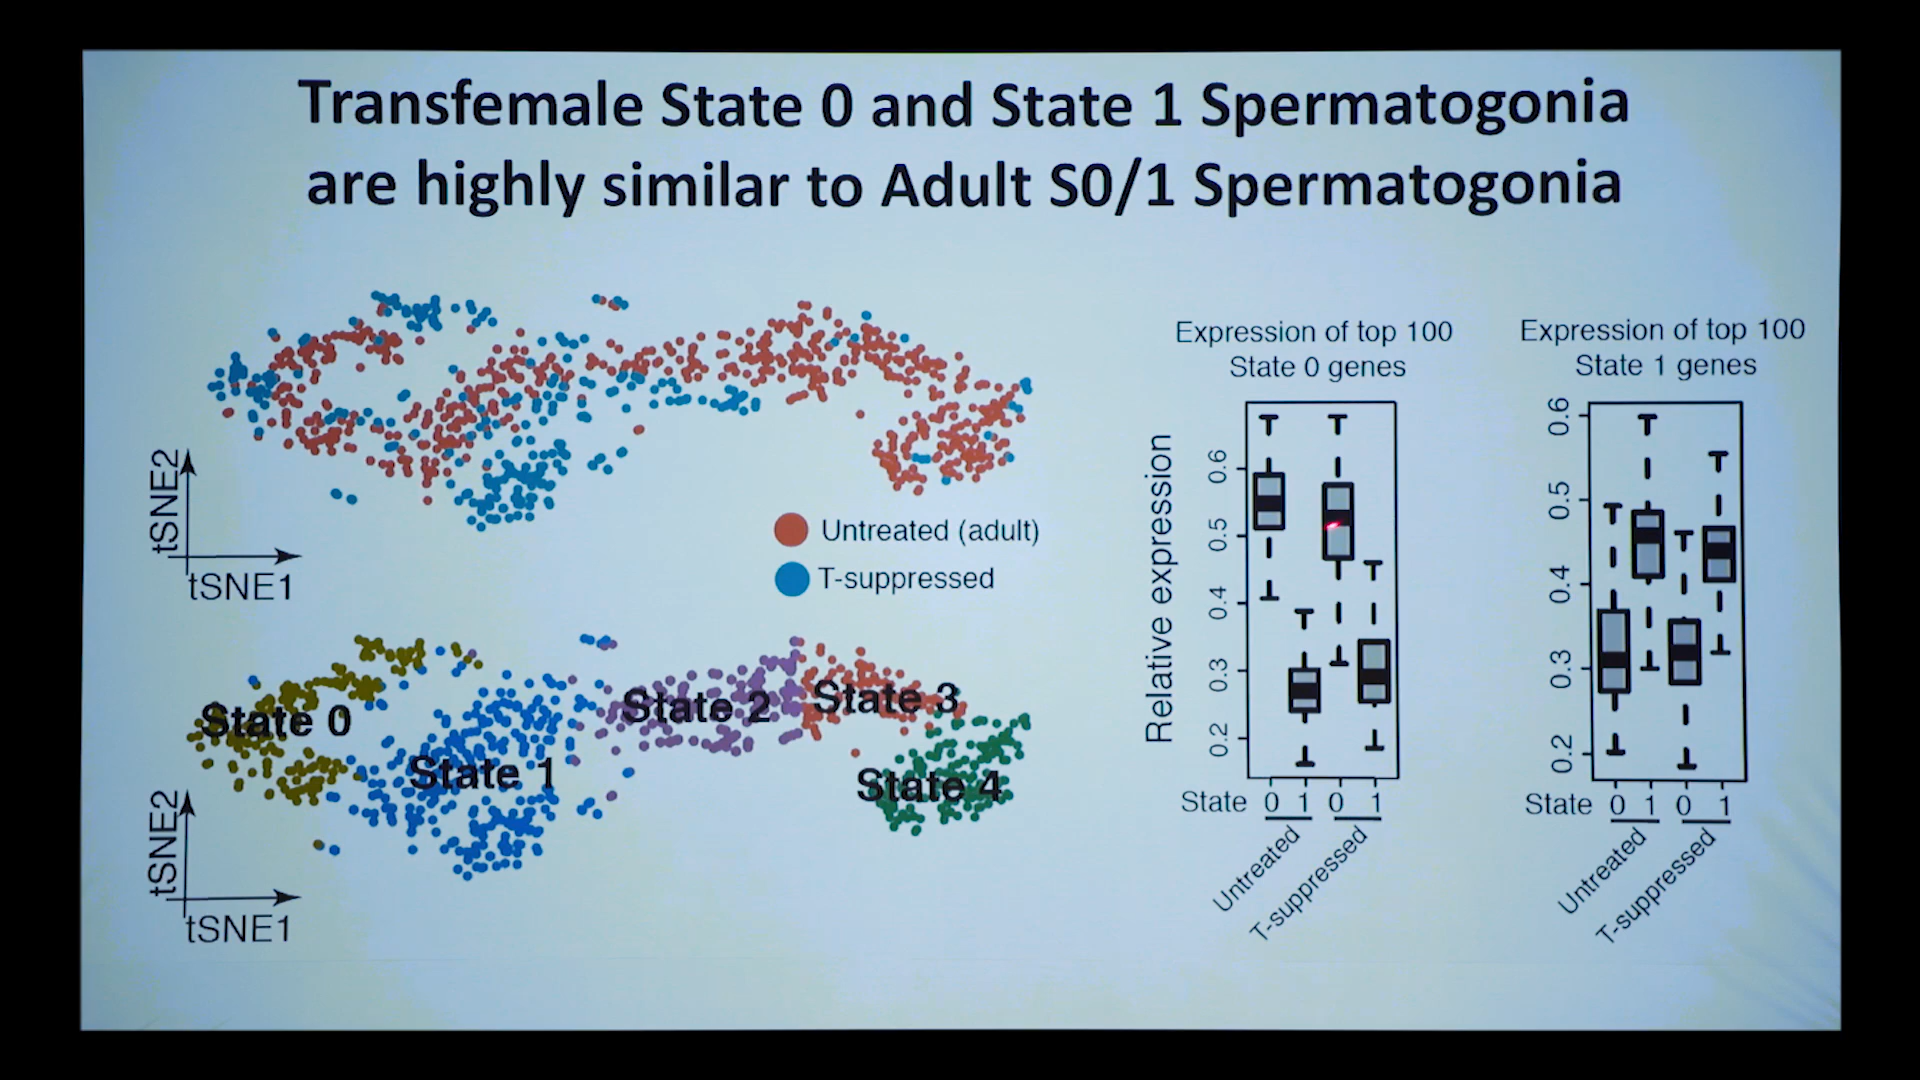 Transfemale State 0 and State 1 Spermatogonia
are highly similar to Adult S0/1 Spermatogonia
tSNE2
tSNE1
Untreated (adult)
T-suppressed
State 0
State 1
State 2
State 3
State 4
tSNE2
tSNE1
Expression of top 100
State 0 genes
Relative expression
0.6
0.5
0.4
0.3
0.2
State 0 1 0 1
Untreated
T-suppressed
Expression of top 100
State 1 genes
0.6
0.5
0.4
0.3
0.2
State 0 1 0 1
Untreated
T-suppressed